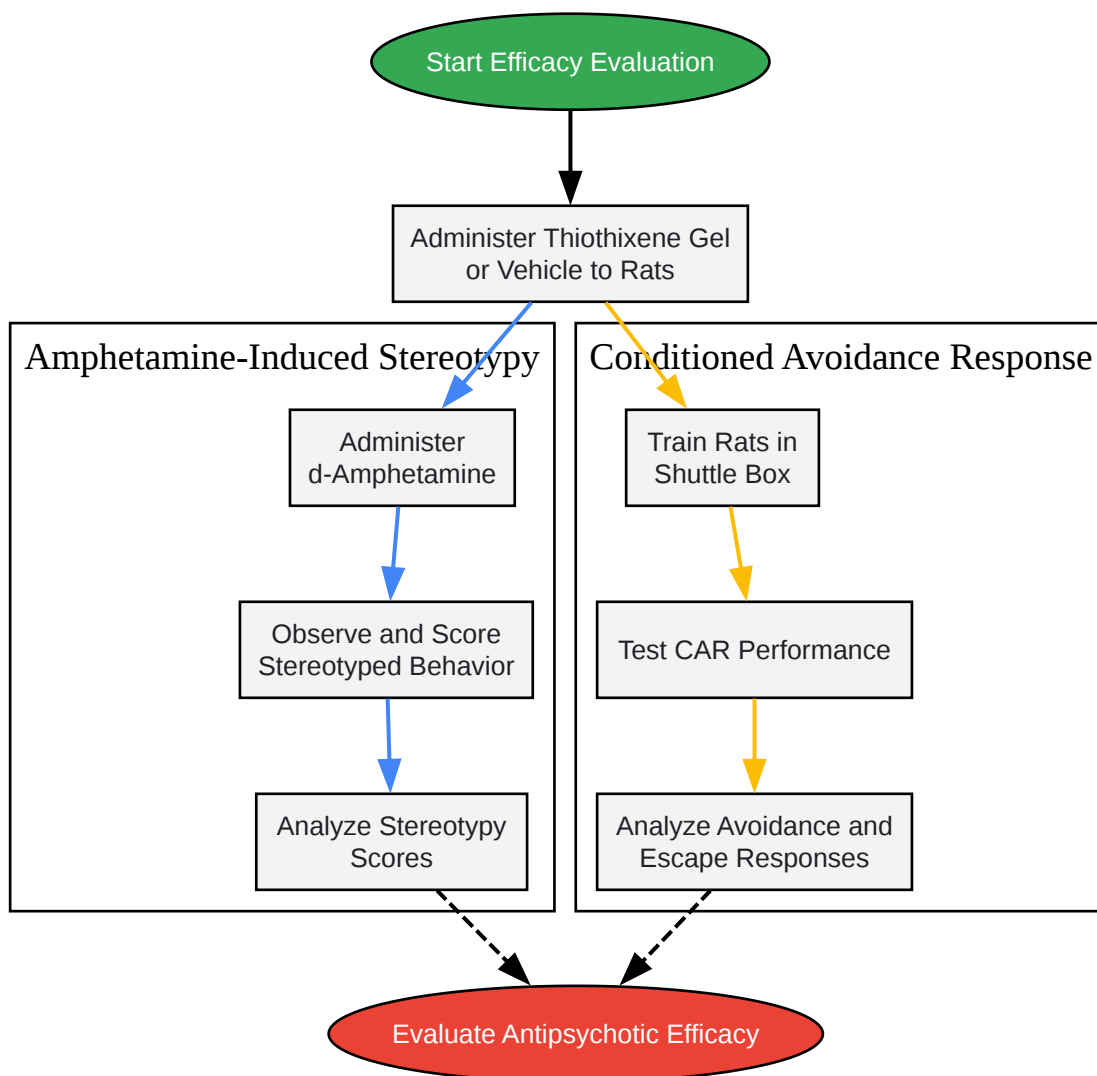 Start Efficacy Evaluation
Administer Thiothixene Gel
or Vehicle to Rats
Amphetamine-Induced Stereotypy
Administer
d-Amphetamine
Observe and Score
Stereotyped Behavior
Analyze Stereotypy
Scores
Conditioned Avoidance Response
Train Rats in
Shuttle Box
Test CAR Performance
Analyze Avoidance and
Escape Responses
Evaluate Antipsychotic Efficacy